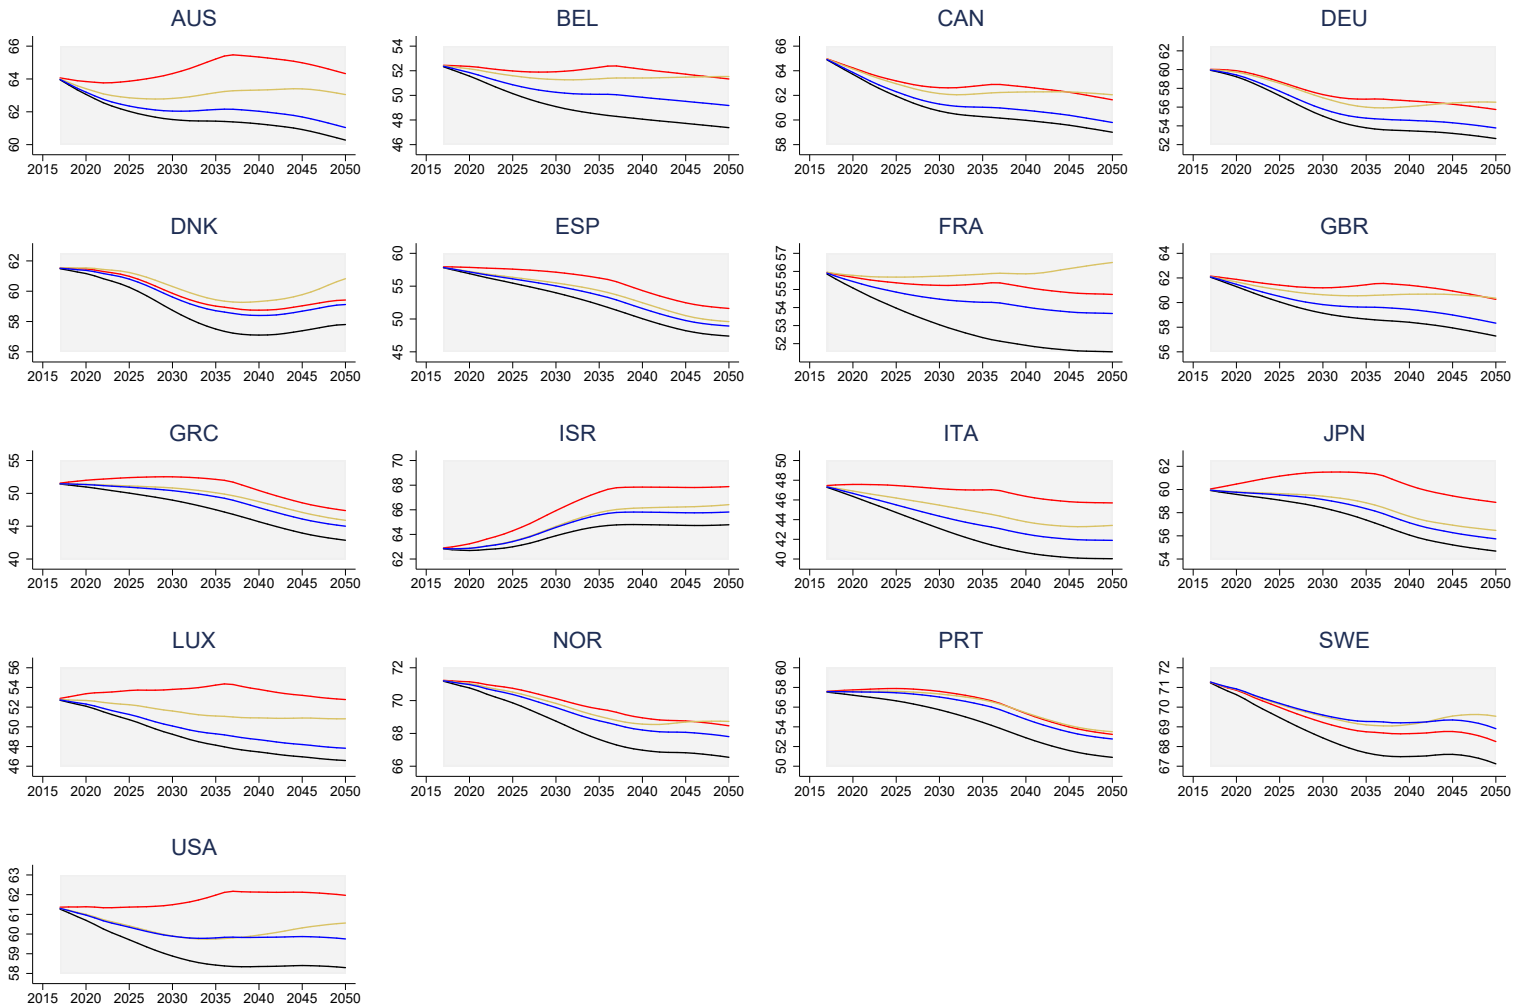 AUS BEL CAN DEU
66 64 62 60
54 52 50 48 46
66 64 62 60 58
62 60 58 56 54 52
2015 2020 2025 2030 2035 2040 2045 2050 2015 2020 2025 2030 2035 2040 2045 2050 2015 2020 2025 2030 2035 2040 2045 2050 2015 2020 2025 2030 2035 2040 2045 2050
DNK ESP FRA GBR
62 60 58 56
60 55 50 45
57 56 55 54 53 52
64 62 60 58 56
2015 2020 2025 2030 2035 2040 2045 2050 2015 2020 2025 2030 2035 2040 2045 2050 2015 2020 2025 2030 2035 2040 2045 2050 2015 2020 2025 2030 2035 2040 2045 2050
GRC ISR ITA JPN
55 50 45 40
70 68 66 64 62
50 48 46 44 42 40
62 60 58 56 54
2015 2020 2025 2030 2035 2040 2045 2050 2015 2020 2025 2030 2035 2040 2045 2050 2015 2020 2025 2030 2035 2040 2045 2050 2015 2020 2025 2030 2035 2040 2045 2050
LUX NOR PRT SWE
56 54 52 50 48 46
72 70 68 66
60 58 56 54 52 50
72 71 70 69 68 67
2015 2020 2025 2030 2035 2040 2045 2050 2015 2020 2025 2030 2035 2040 2045 2050 2015 2020 2025 2030 2035 2040 2045 2050 2015 2020 2025 2030 2035 2040 2045 2050
USA
63 62 61 60 59 58
2015 2020 2025 2030 2035 2040 2045 2050